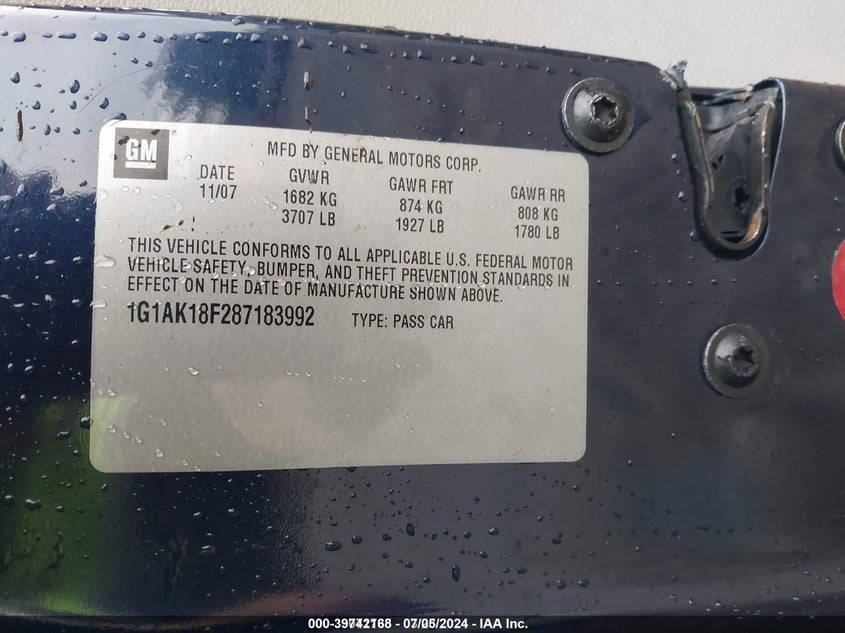 GM
MFD BY GENERAL MOTORS CORP.
DATE GVWR GAWR FRT GAWR RR
11/07 1682 KG 874 KG 808 KG
3707 LB 1927 LB 1780 LB
THIS VEHICLE CONFORMS TO ALL APPLICABLE U.S. FEDERAL MOTOR
VEHICLE SAFETY, BUMPER, AND THEFT PREVENTION STANDARDS IN
EFFECT ON THE DATE OF MANUFACTURE SHOWN ABOVE.
1G1AK18F287183992 TYPE: PASS CAR
2024 - IAA Inc.